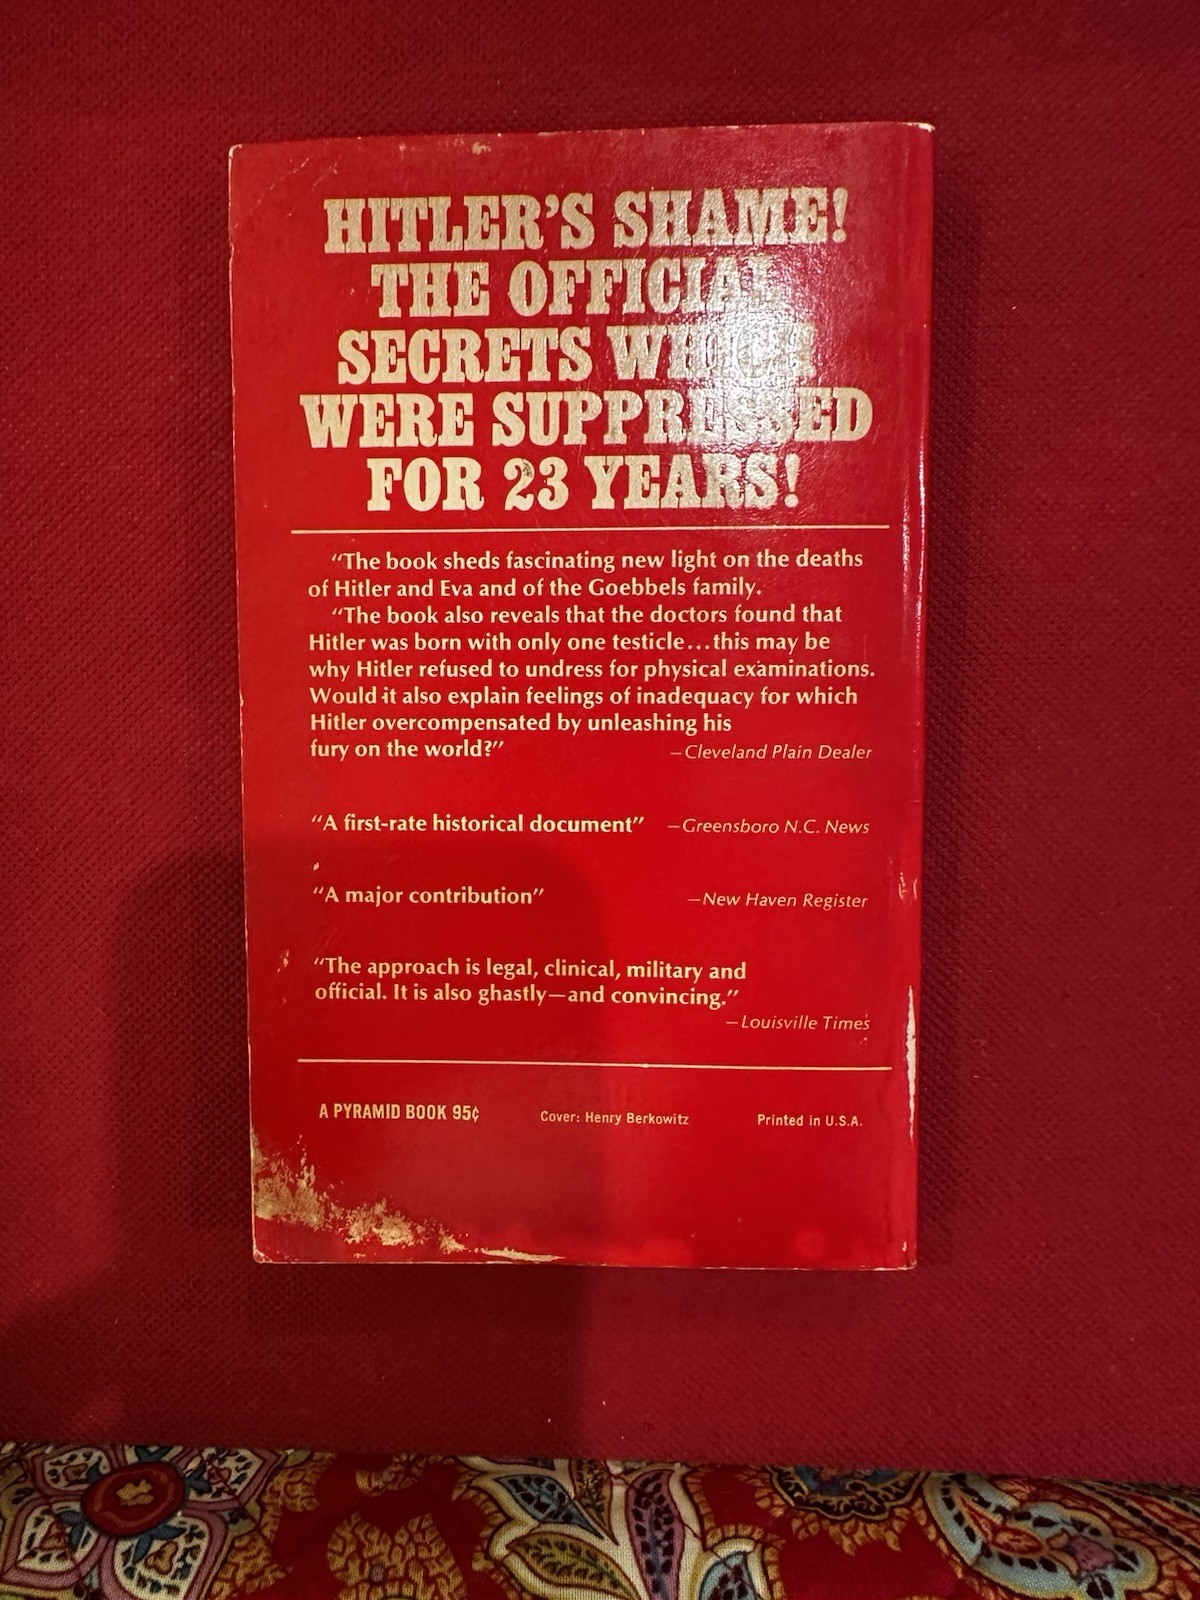 HITLER'S SHAME!
THE OFFICIAL
SECRETS WHICH
WERE SUPPRESSED
FOR 23 YEARS!
"The book sheds fascinating new light on the deaths
of Hitler and Eva and of the Goebbels family.
"The book also reveals that the doctors found that
Hitler was born with only one testicle...this may be
why Hitler refused to undress for physical examinations.
Would it also explain feelings of inadequacy for which
Hitler overcompensated by unleashing his
fury on the world?" —Cleveland Plain Dealer
"A first-rate historical document" —Greensboro N.C. News
"A major contribution" —New Haven Register
"The approach is legal, clinical, military and
official. It is also ghastly—and convincing."
—Louisville Times
A PYRAMID BOOK 95¢ Cover: Henry Berkowitz Printed in U.S.A.